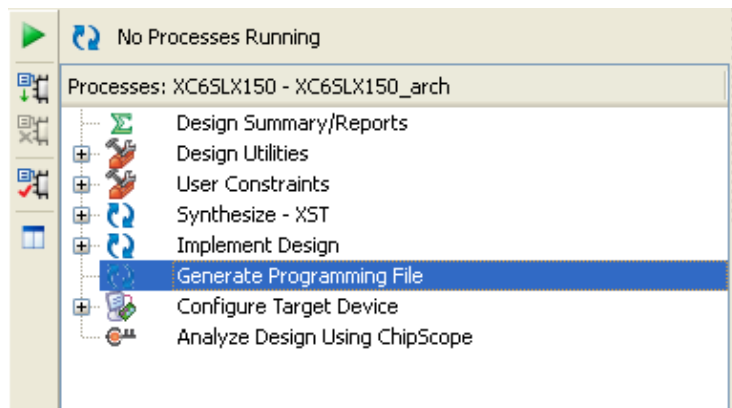 No Processes Running
Processes: XC6SLX150 - XC6SLX150_arch
Design Summary/Reports
Design Utilities
User Constraints
Synthesize - XST
Implement Design
Generate Programming File
Configure Target Device
Analyze Design Using ChipScope